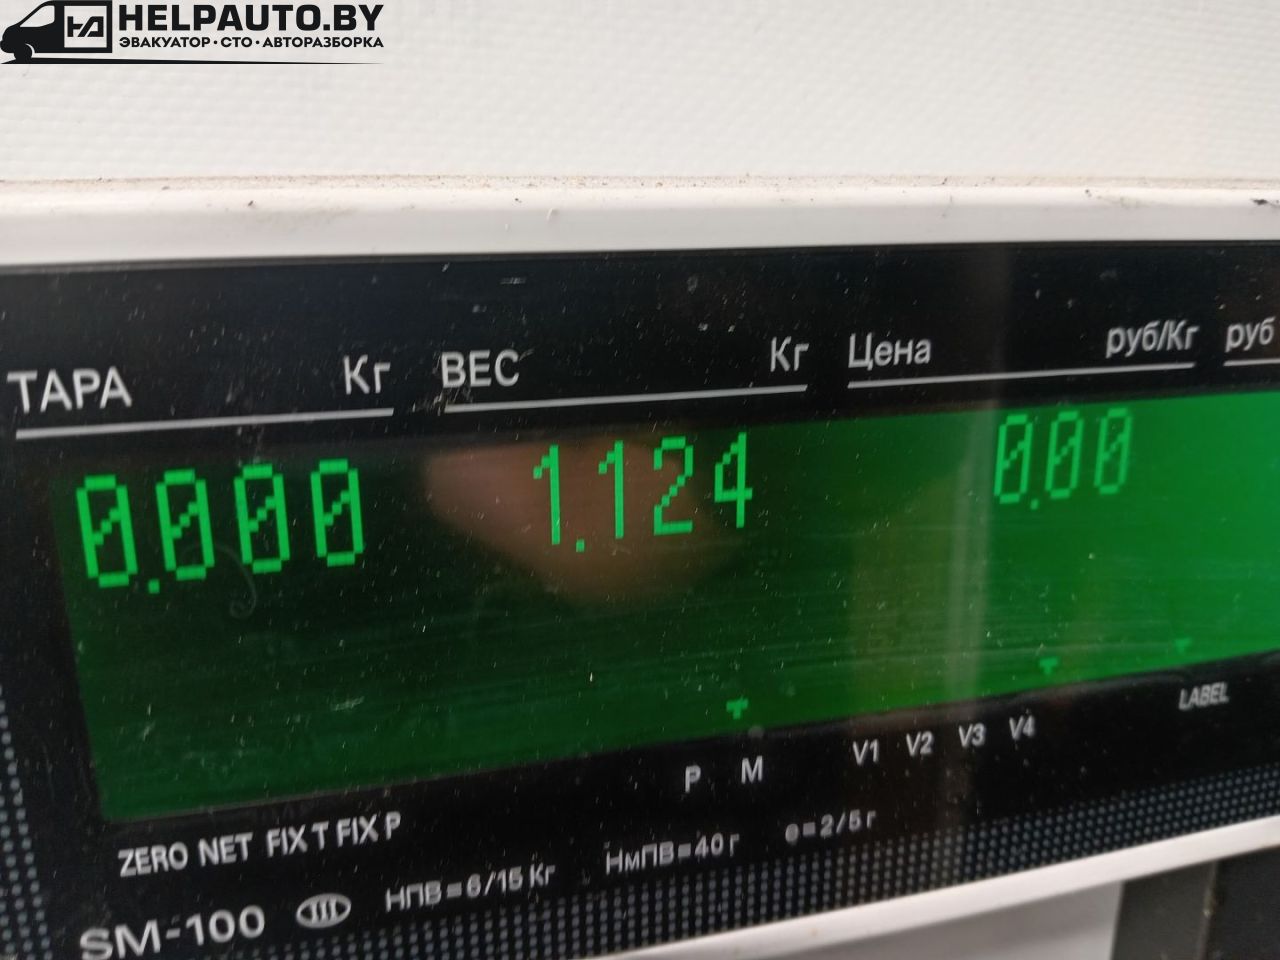 HELPAUTO.BY
ЭВАКУАТОР·СТО·АВТОРАЗБОРКА
ТАРА Кг ВЕС Кг Цена руб/Кг руб
0.000 1.124 0.00
P M V1 V2 V3 V4 LABEL
ZERO NET FIX T FIX P
НПВ=6/15 Кг НмПВ=40 г e=2/5 г
SM-100 III